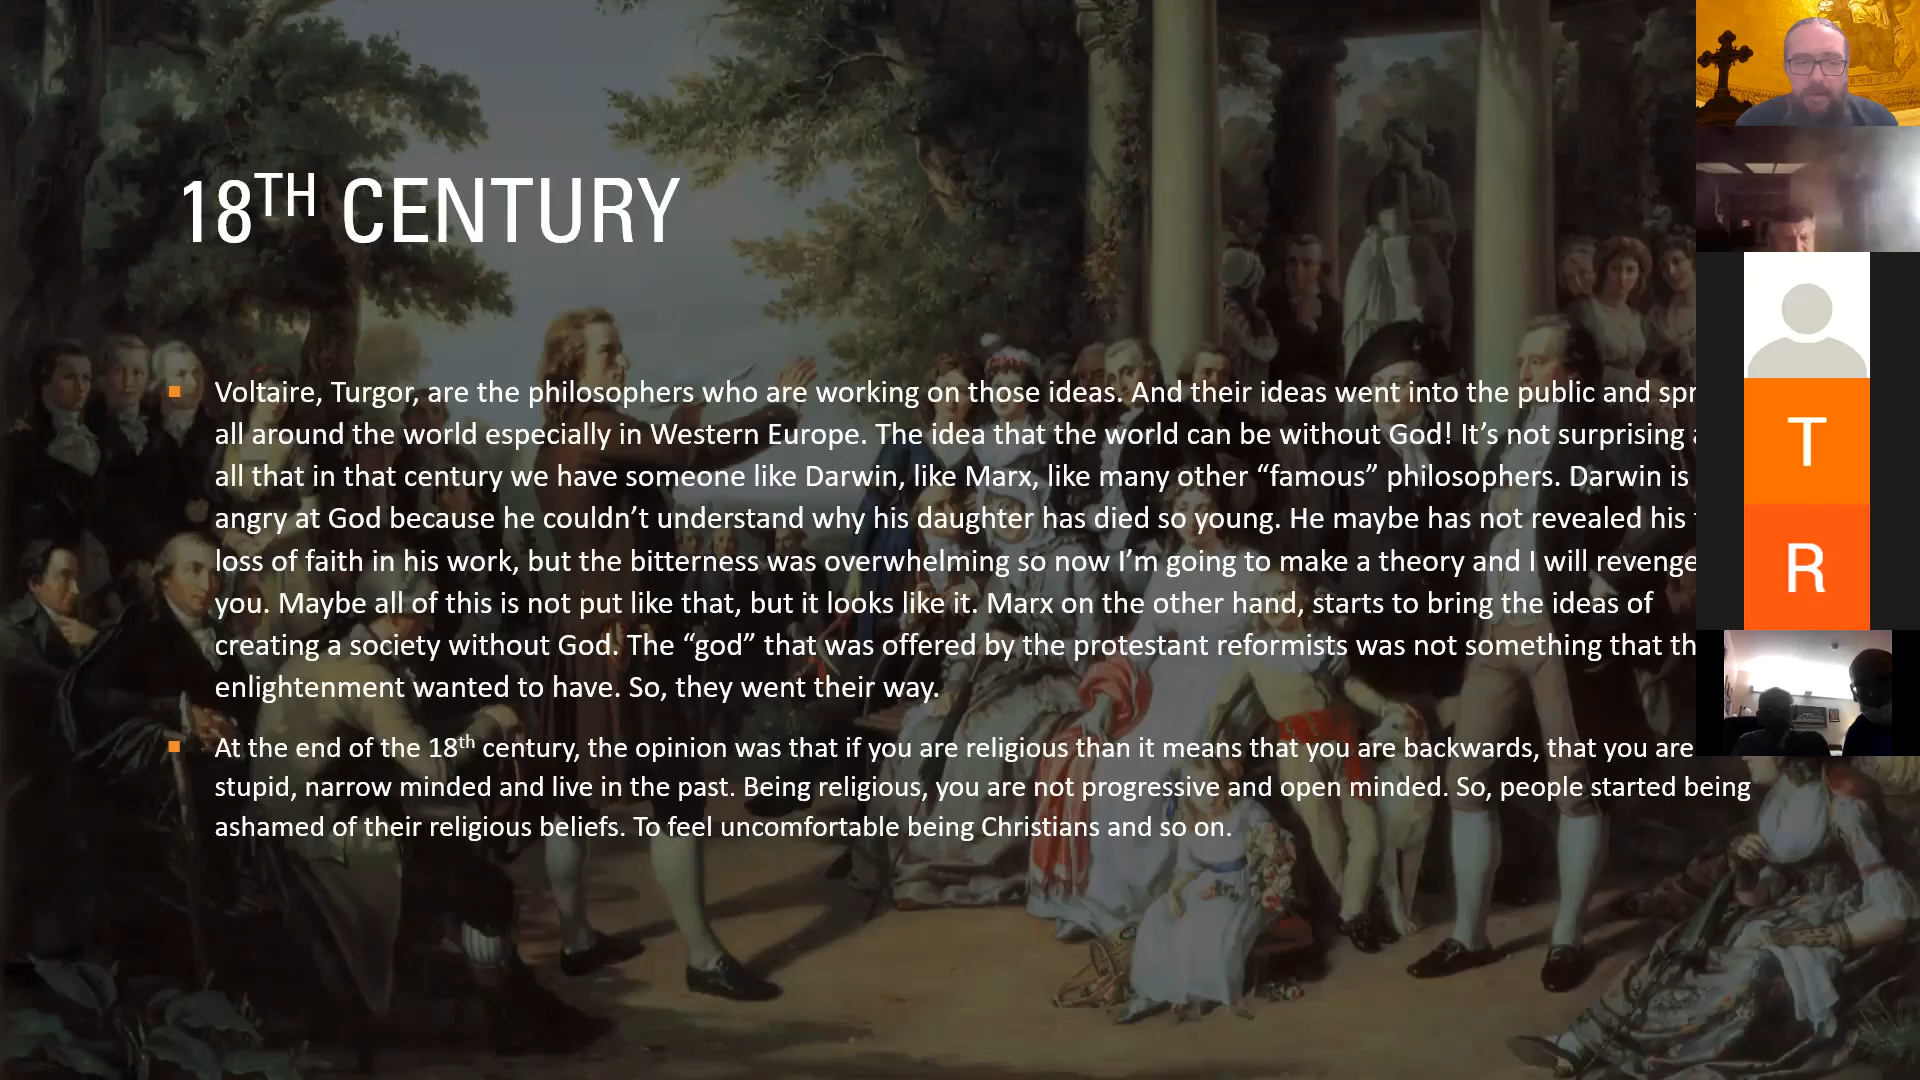 18TH CENTURY
Voltaire, Turgor, are the philosophers who are working on those ideas. And their ideas went into the public and spr
all around the world especially in Western Europe. The idea that the world can be without God! It’s not surprising
all that in that century we have someone like Darwin, like Marx, like many other “famous” philosophers. Darwin is
angry at God because he couldn’t understand why his daughter has died so young. He maybe has not revealed his
loss of faith in his work, but the bitterness was overwhelming so now I’m going to make a theory and I will revenge
you. Maybe all of this is not put like that, but it looks like it. Marx on the other hand, starts to bring the ideas of
creating a society without God. The “god” that was offered by the protestant reformists was not something that th
enlightenment wanted to have. So, they went their way.
At the end of the 18th century, the opinion was that if you are religious than it means that you are backwards, that you are
stupid, narrow minded and live in the past. Being religious, you are not progressive and open minded. So, people started being
ashamed of their religious beliefs. To feel uncomfortable being Christians and so on.
T
R